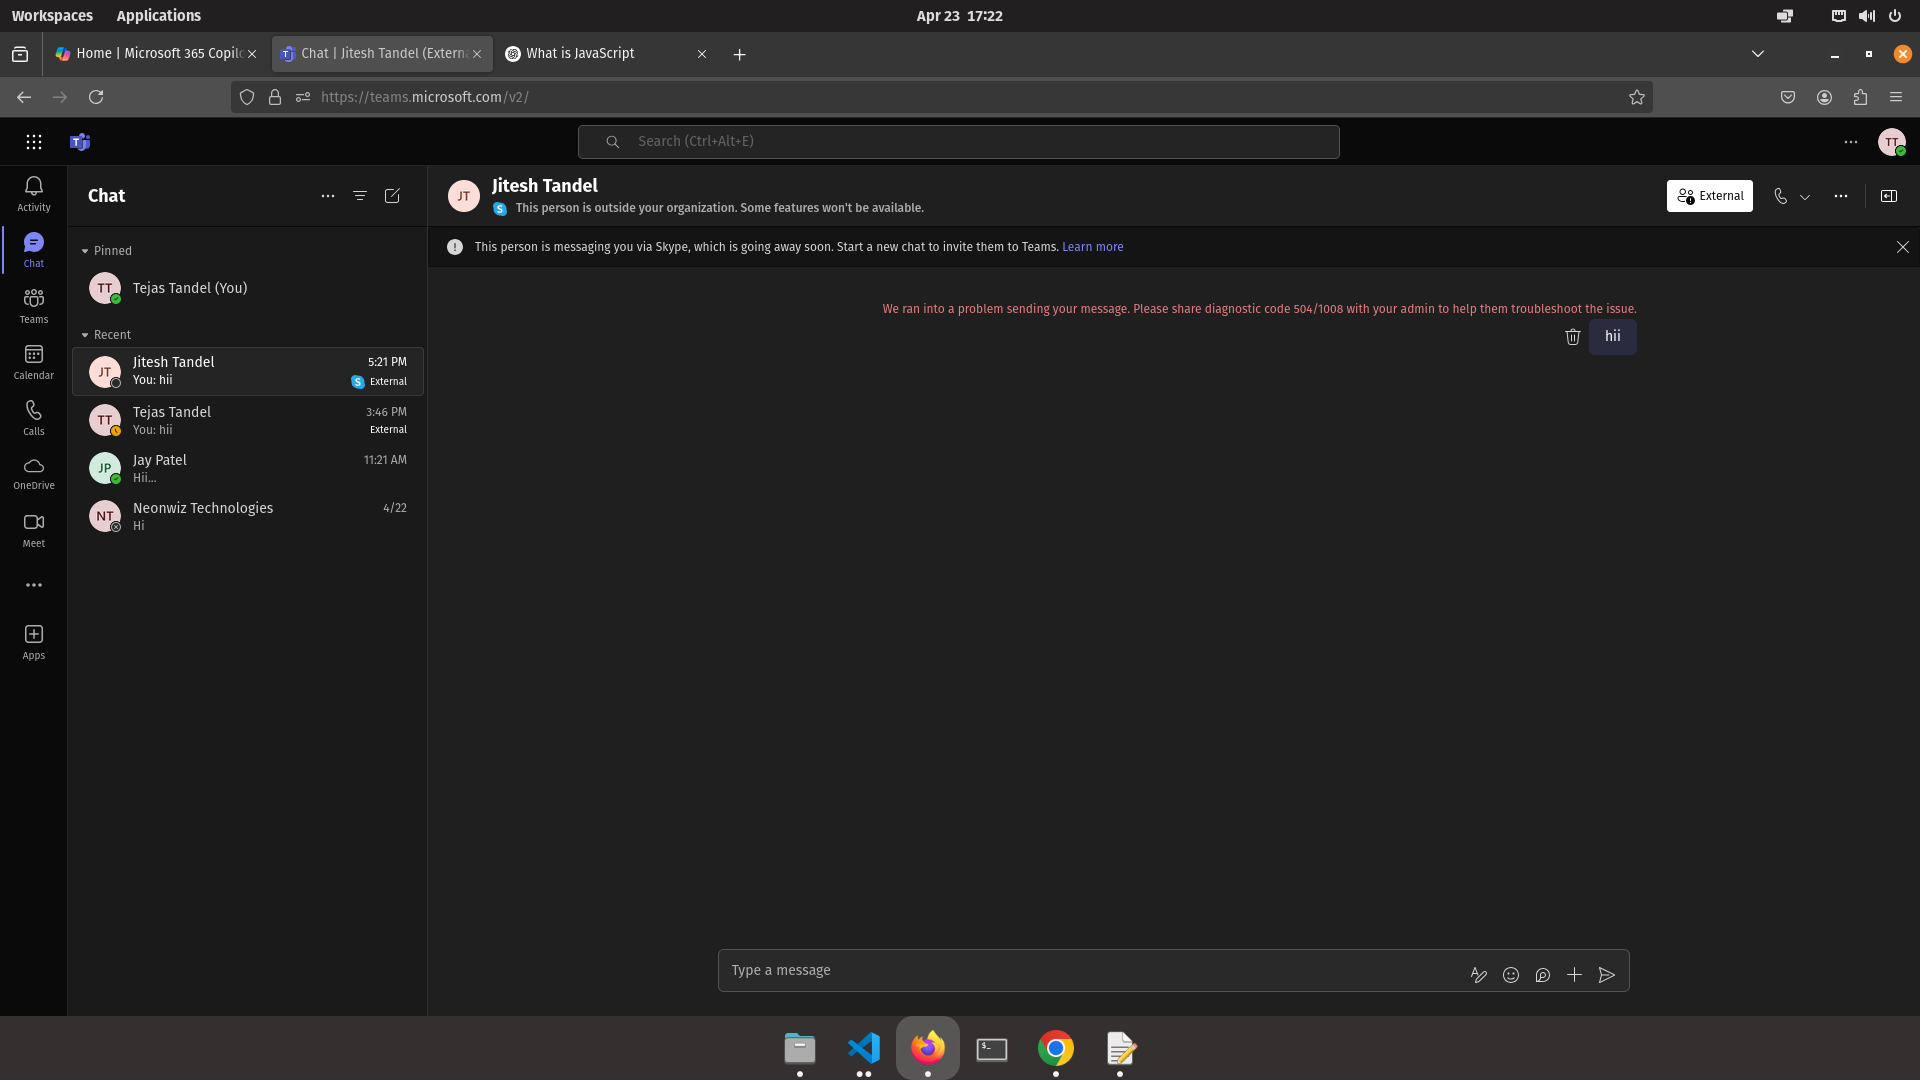 Workspaces Applications Apr 23 17:22
Home | Microsoft 365 Copilo Chat | Jitesh Tandel (Extern What is JavaScript
https://teams.microsoft.com/v2/
Search (Ctrl+Alt+E)
TT
Activity
Chat
Teams
Calendar
Calls
OneDrive
Meet
Apps
Chat
Pinned
TT Tejas Tandel (You)
Recent
JT Jitesh Tandel 5:21 PM
You: hii S External
TT Tejas Tandel 3:46 PM
You: hii External
JP Jay Patel 11:21 AM
Hii...
NT Neonwiz Technologies 4/22
Hi
JT Jitesh Tandel
S This person is outside your organization. Some features won't be available.
External
This person is messaging you via Skype, which is going away soon. Start a new chat to invite them to Teams. Learn more
We ran into a problem sending your message. Please share diagnostic code 504/1008 with your admin to help them troubleshoot the issue.
hii
Type a message